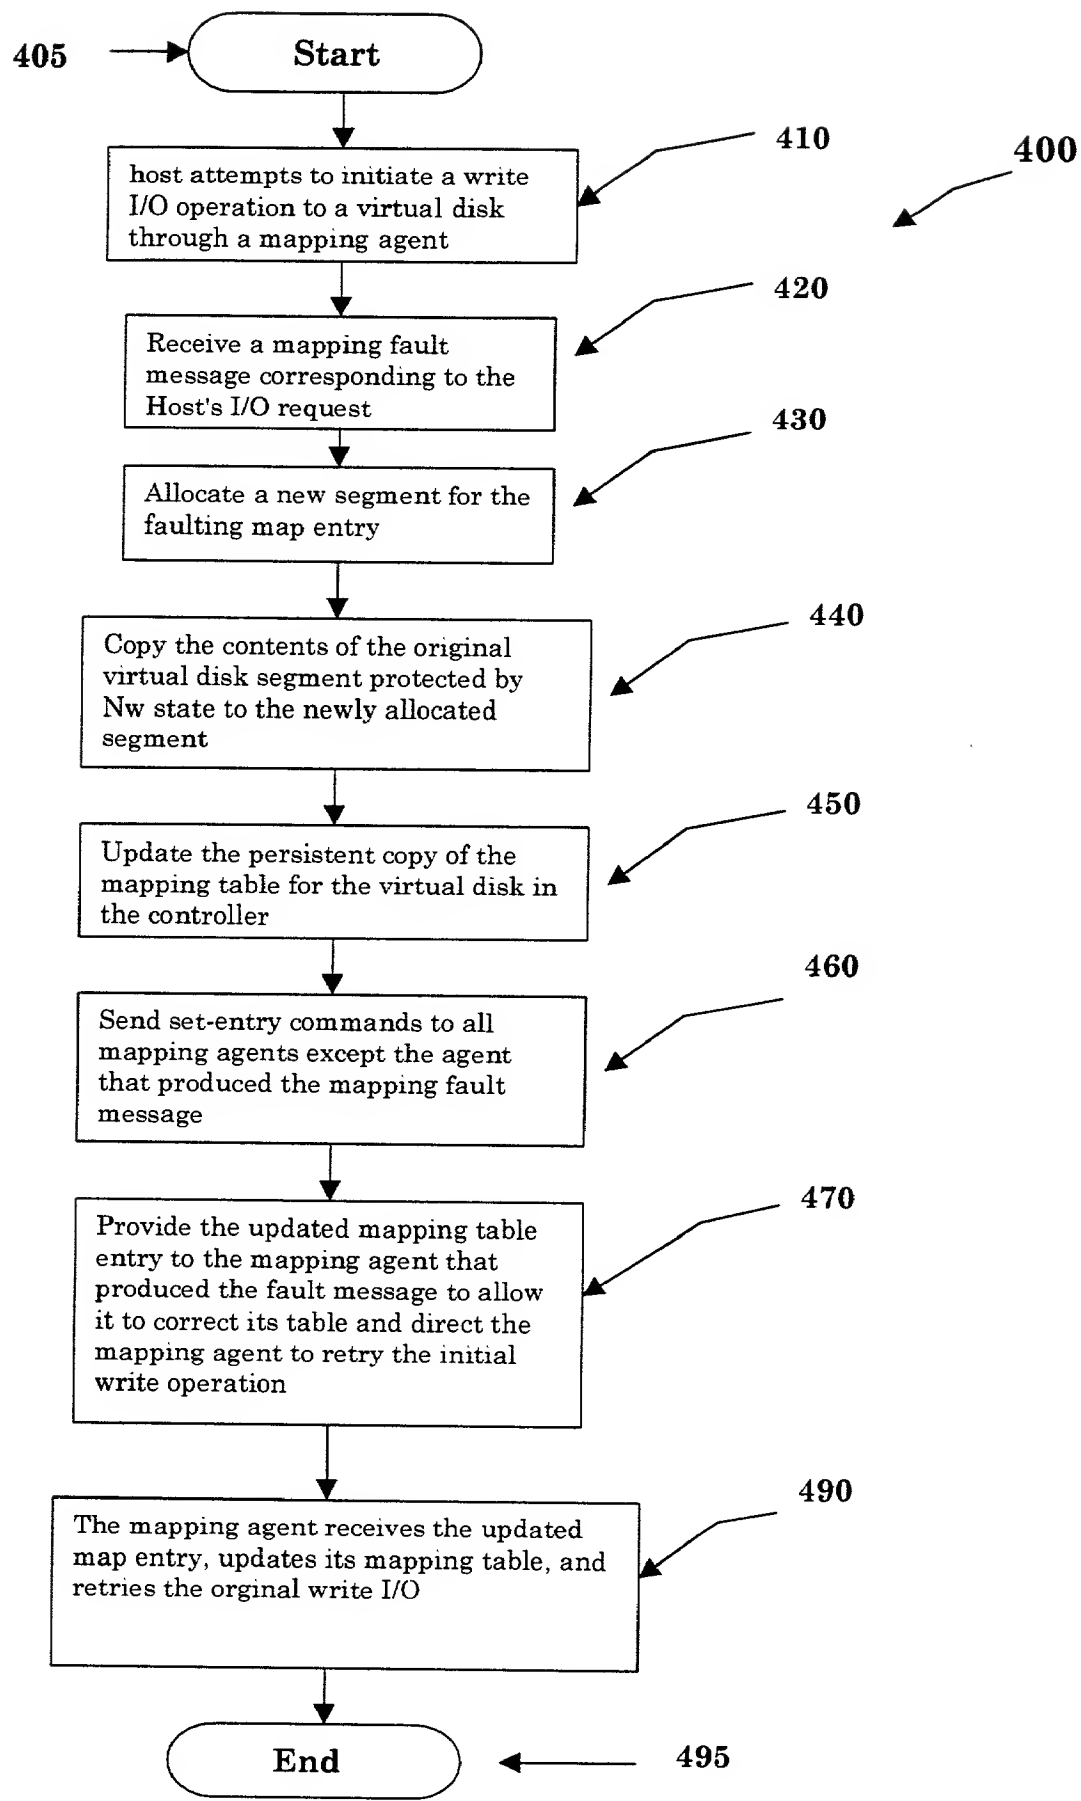 405
Start
410
400
host attempts to initiate a write
I/O operation to a virtual disk
through a mapping agent
420
Receive a mapping fault
message corresponding to the
Host's I/O request
430
Allocate a new segment for the
faulting map entry
440
Copy the contents of the original
virtual disk segment protected by
Nw state to the newly allocated
segment
450
Update the persistent copy of the
mapping table for the virtual disk in
the controller
460
Send set-entry commands to all
mapping agents except the agent
that produced the mapping fault
message
470
Provide the updated mapping table
entry to the mapping agent that
produced the fault message to allow
it to correct its table and direct the
mapping agent to retry the initial
write operation
490
The mapping agent receives the updated
map entry, updates its mapping table, and
retries the orginal write I/O
End
495